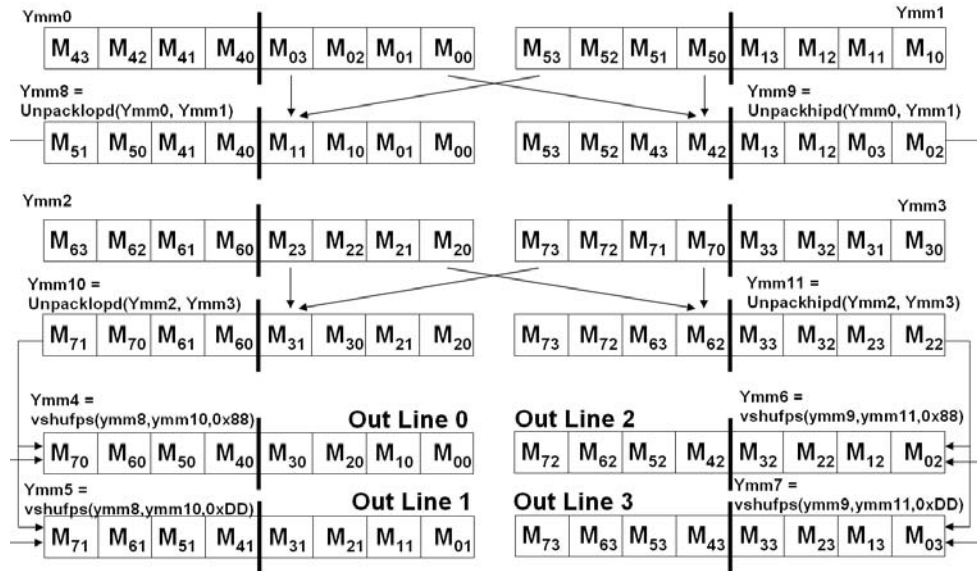 Ymm0 Ymm1
M43 M42 M41 M40 M03 M02 M01 M00 M53 M52 M51 M50 M13 M12 M11 M10
Ymm8 = Ymm9 =
Unpacklopd(Ymm0, Ymm1) Unpackhipd(Ymm0, Ymm1)
M51 M50 M41 M40 M11 M10 M01 M00 M53 M52 M43 M42 M13 M12 M03 M02
Ymm2 Ymm3
M63 M62 M61 M60 M23 M22 M21 M20 M73 M72 M71 M70 M33 M32 M31 M30
Ymm10 = Ymm11 =
Unpacklopd(Ymm2, Ymm3) Unpackhipd(Ymm2, Ymm3)
M71 M70 M61 M60 M31 M30 M21 M20 M73 M72 M63 M62 M33 M32 M23 M22
Ymm4 = Ymm6 =
vshufps(ymm8,ymm10,0x88) Out Line 0 Out Line 2 vshufps(ymm9,ymm11,0x88)
M70 M60 M50 M40 M30 M20 M10 M00 M72 M62 M52 M42 M32 M22 M12 M02
Ymm5 = Ymm7 =
vshufps(ymm8,ymm10,0xDD) Out Line 1 Out Line 3 vshufps(ymm9,ymm11,0xDD)
M71 M61 M51 M41 M31 M21 M11 M01 M73 M63 M53 M43 M33 M23 M13 M03